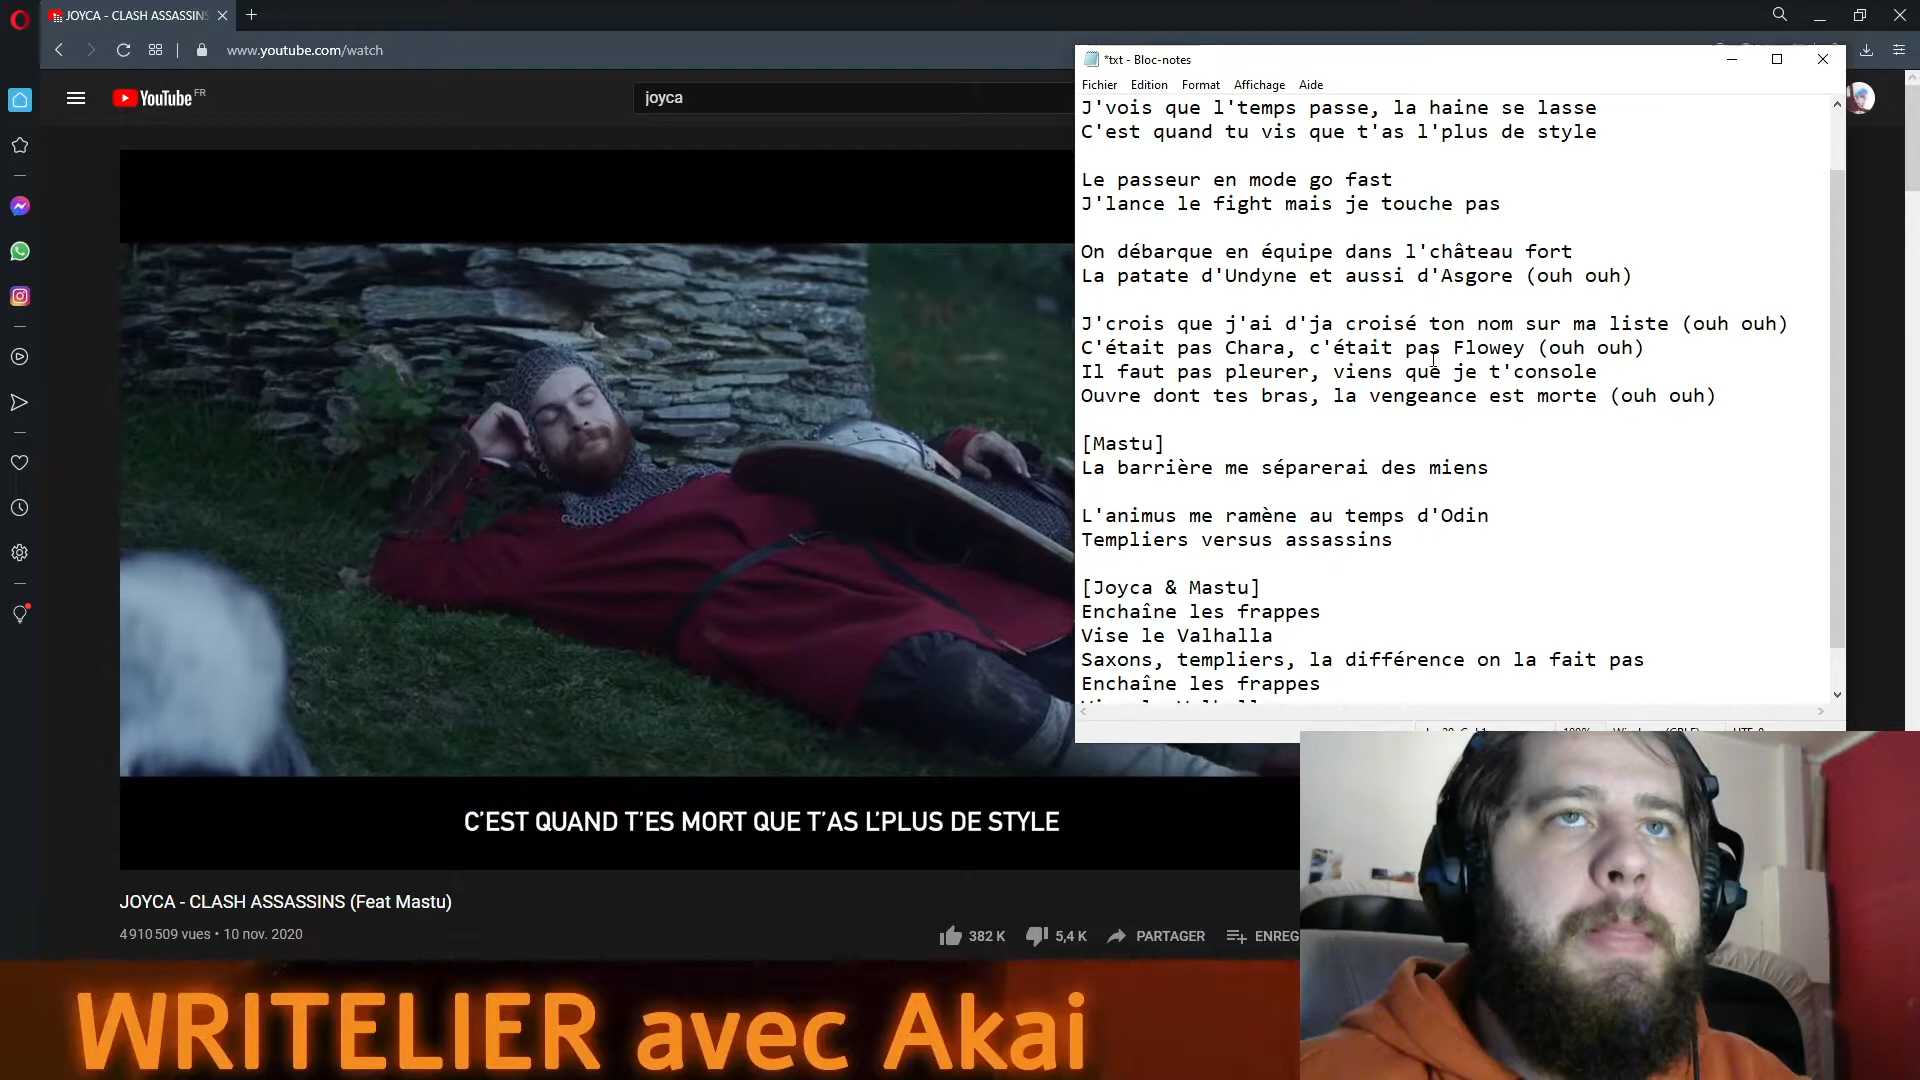 JOYCA - CLASH ASSASSINS
www.youtube.com/watch
YouTube FR
joyca
*txt - Bloc-notes
Fichier Edition Format Affichage Aide
J'vois que l'temps passe, la haine se lasse
C'est quand tu vis que t'as l'plus de style
Le passeur en mode go fast
J'lance le fight mais je touche pas
On débarque en équipe dans l'château fort
La patate d'Undyne et aussi d'Asgore (ouh ouh)
J'crois que j'ai d'ja croisé ton nom sur ma liste (ouh ouh)
C'était pas Chara, c'était pas Flowey (ouh ouh)
Il faut pas pleurer, viens que je t'console
Ouvre dont tes bras, la vengeance est morte (ouh ouh)
[Mastu]
La barrière me séparerai des miens
L'animus me ramène au temps d'Odin
Templiers versus assassins
[Joyca & Mastu]
Enchaîne les frappes
Vise le Valhalla
Saxons, templiers, la différence on la fait pas
Enchaîne les frappes
C'EST QUAND T'ES MORT QUE T'AS L'PLUS DE STYLE
JOYCA - CLASH ASSASSINS (Feat Mastu)
4 910 509 vues • 10 nov. 2020
382 K 5,4 K PARTAGER ENREG
WRITELIER avec Akai